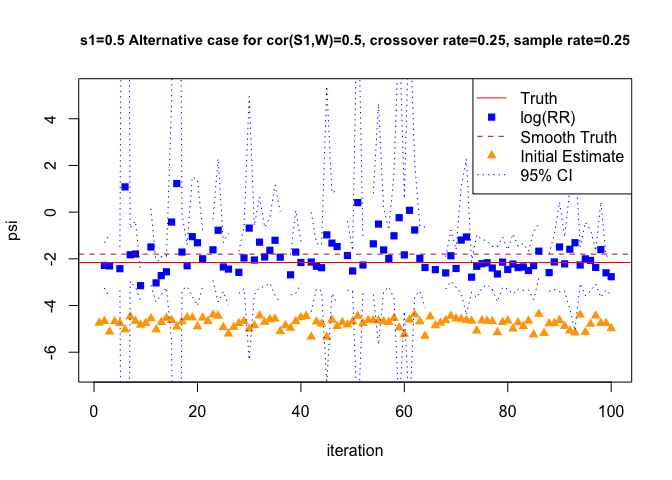 s1=0.5 Alternative case for cor(S1,W)=0.5, crossover rate=0.25, sample rate=0.25
Truth
log(RR)
Smooth Truth
Initial Estimate
95% CI
psi
4
2
0
-2
-4
-6
0 20 40 60 80 100
iteration